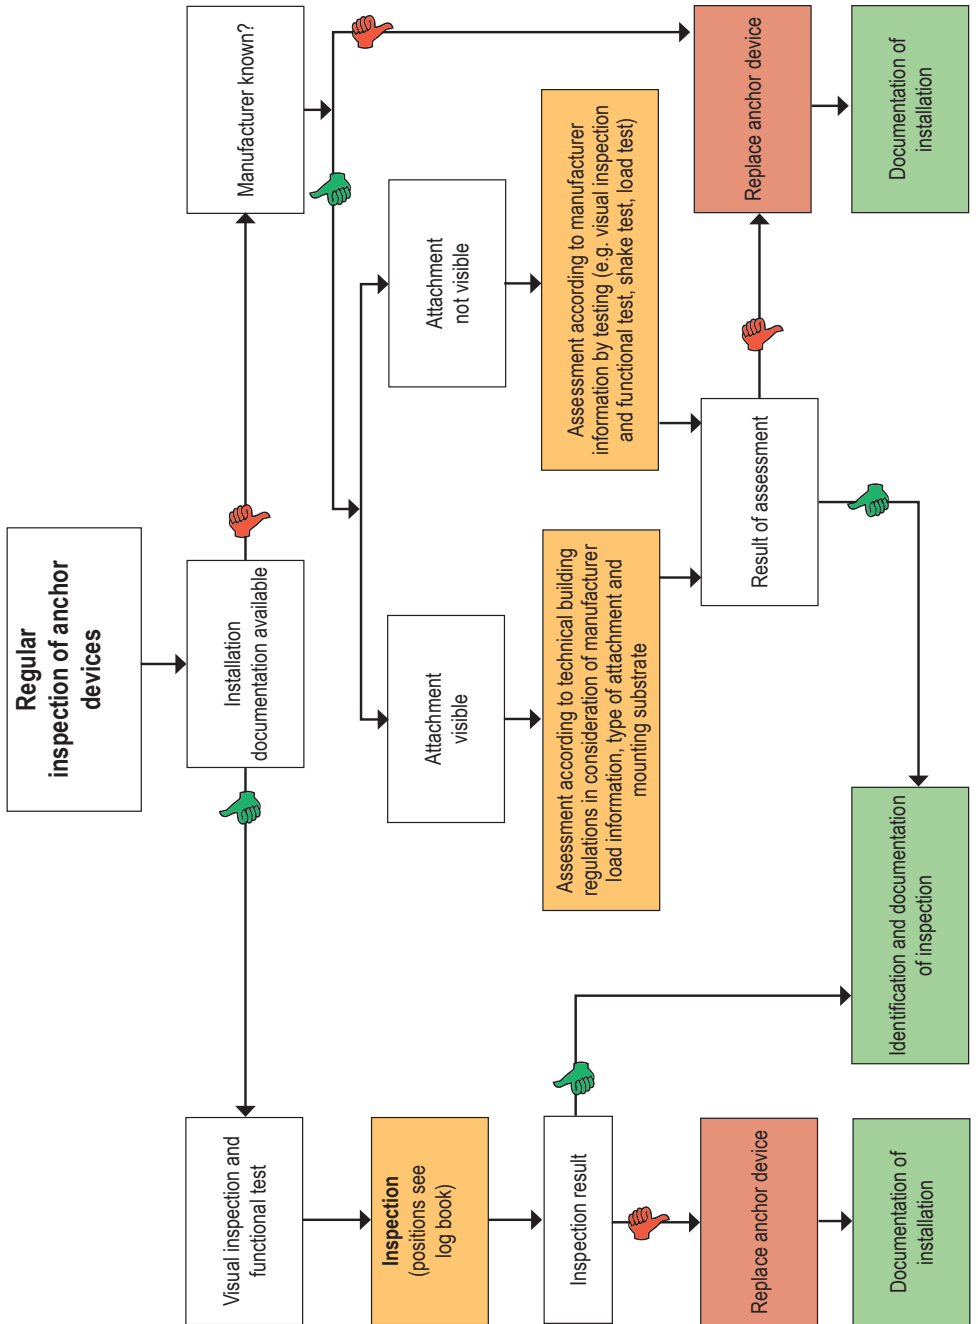 Regular
inspection of anchor
devices
Installation
documentation available
Visual inspection and
functional test
Manufacturer known?
Inspection
(positions see
log book)
Attachment
visible
Attachment
not visible
Inspection result
Assessment according to technical building
regulations in consideration of manufacturer
load information, type of attachment and
mounting substrate
Assessment according to manufacturer
information by testing (e.g. visual inspection
and functional test, shake test, load test)
Replace anchor device
Result of assessment
Replace anchor device
Documentation of
installation
Identification and documentation
of inspection
Documentation of
installation